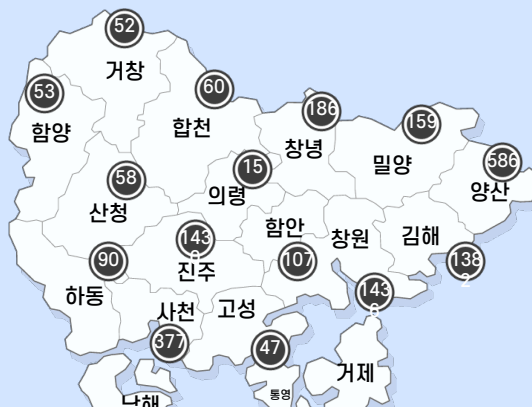 52
거창
53
함양
60
합천
186
창녕
159
밀양
586
양산
58
산청
15
의령
함안
창원
김해
143
진주
107
138
2
90
하동
143
사천
고성
377
47
통영
거제
남해